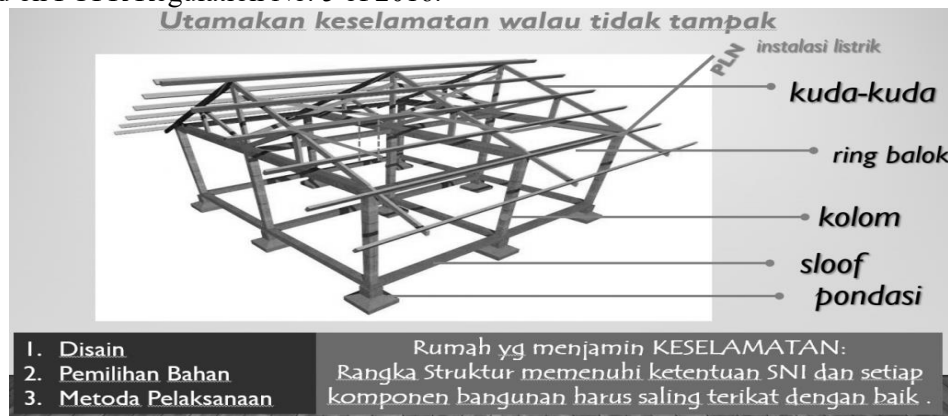 Utamakan keselamatan walau tidak tampak
PLN
instalasi listrik
kuda-kuda
ring balok
kolom
sloof
pondasi
1. Disain
2. Pemilihan Bahan
3. Metoda Pelaksanaan
Rumah yg menjamin KESELAMATAN:
Rangka Struktur memenuhi ketentuan SNI dan setiap
komponen bangunan harus saling terikat dengan baik .